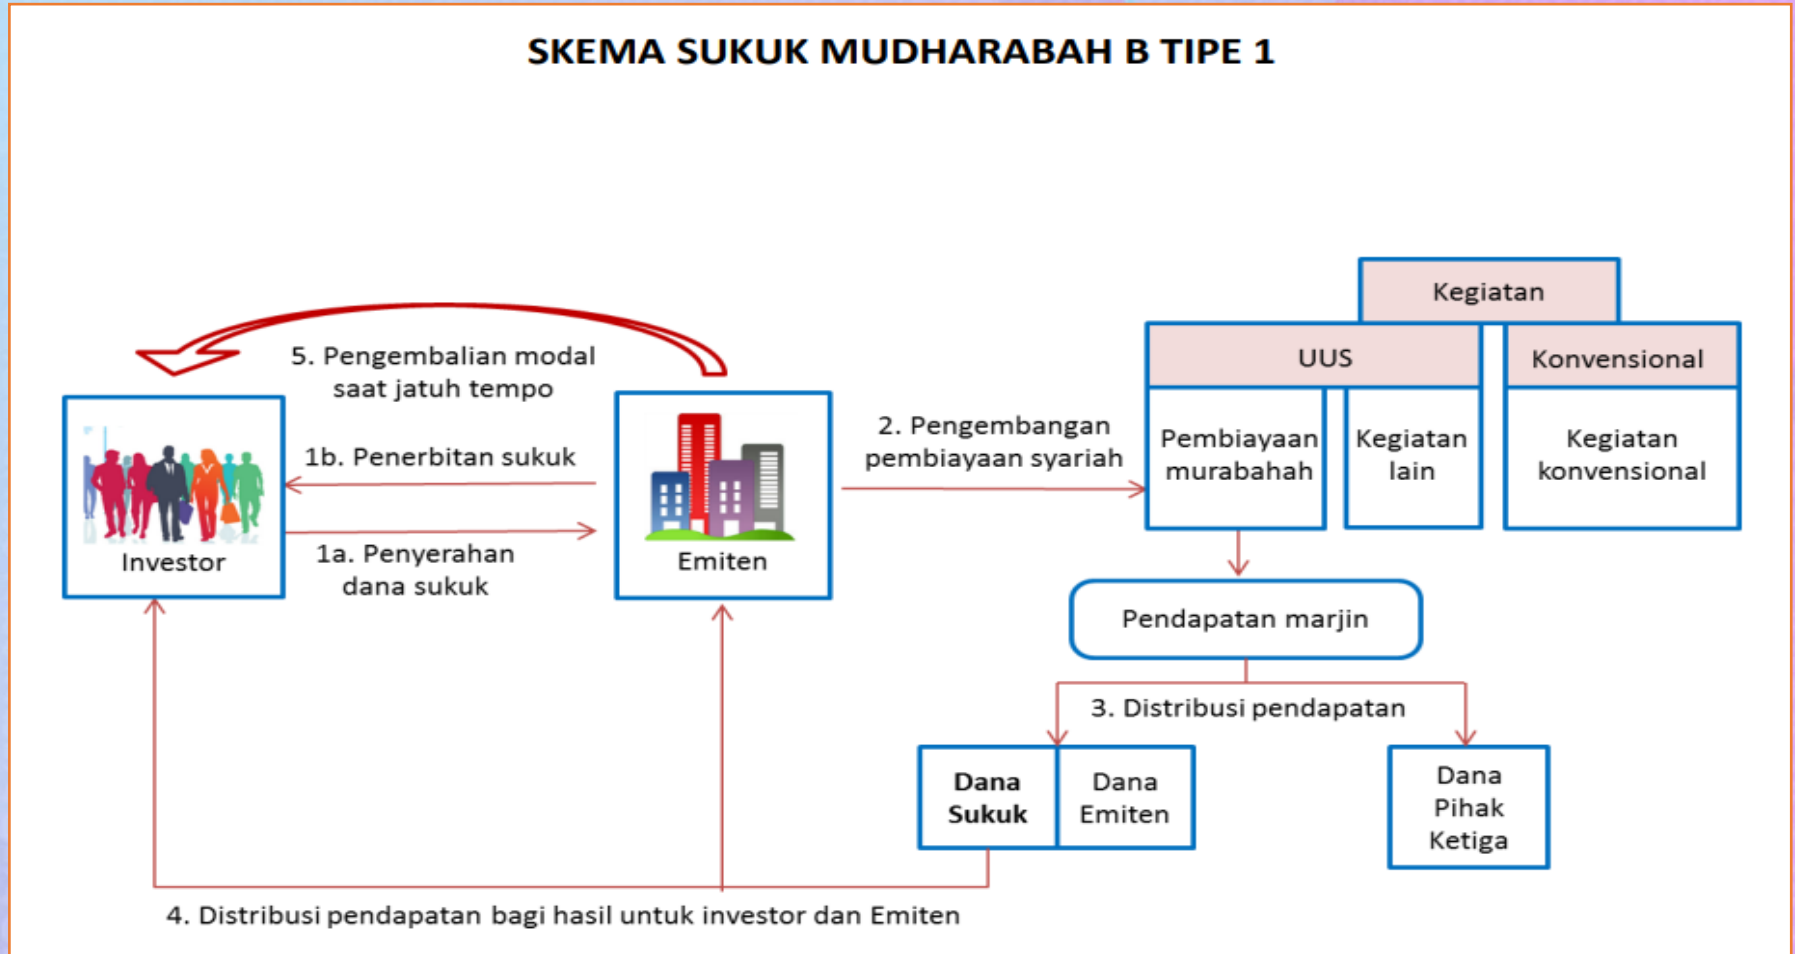 SKEMA SUKUK MUDHARABAH B TIPE 1
Kegiatan
UUS
Konvensional
5. Pengembalian modal
saat jatuh tempo
1b. Penerbitan sukuk
1a. Penyerahan
dana sukuk
Investor
Emiten
2. Pengembangan
pembiayaan syariah
Pembiayaan
murabahah
Kegiatan
lain
Kegiatan
konvensional
Pendapatan marjin
3. Distribusi pendapatan
Dana
Sukuk
Dana
Emiten
Dana
Pihak
Ketiga
4. Distribusi pendapatan bagi hasil untuk investor dan Emiten